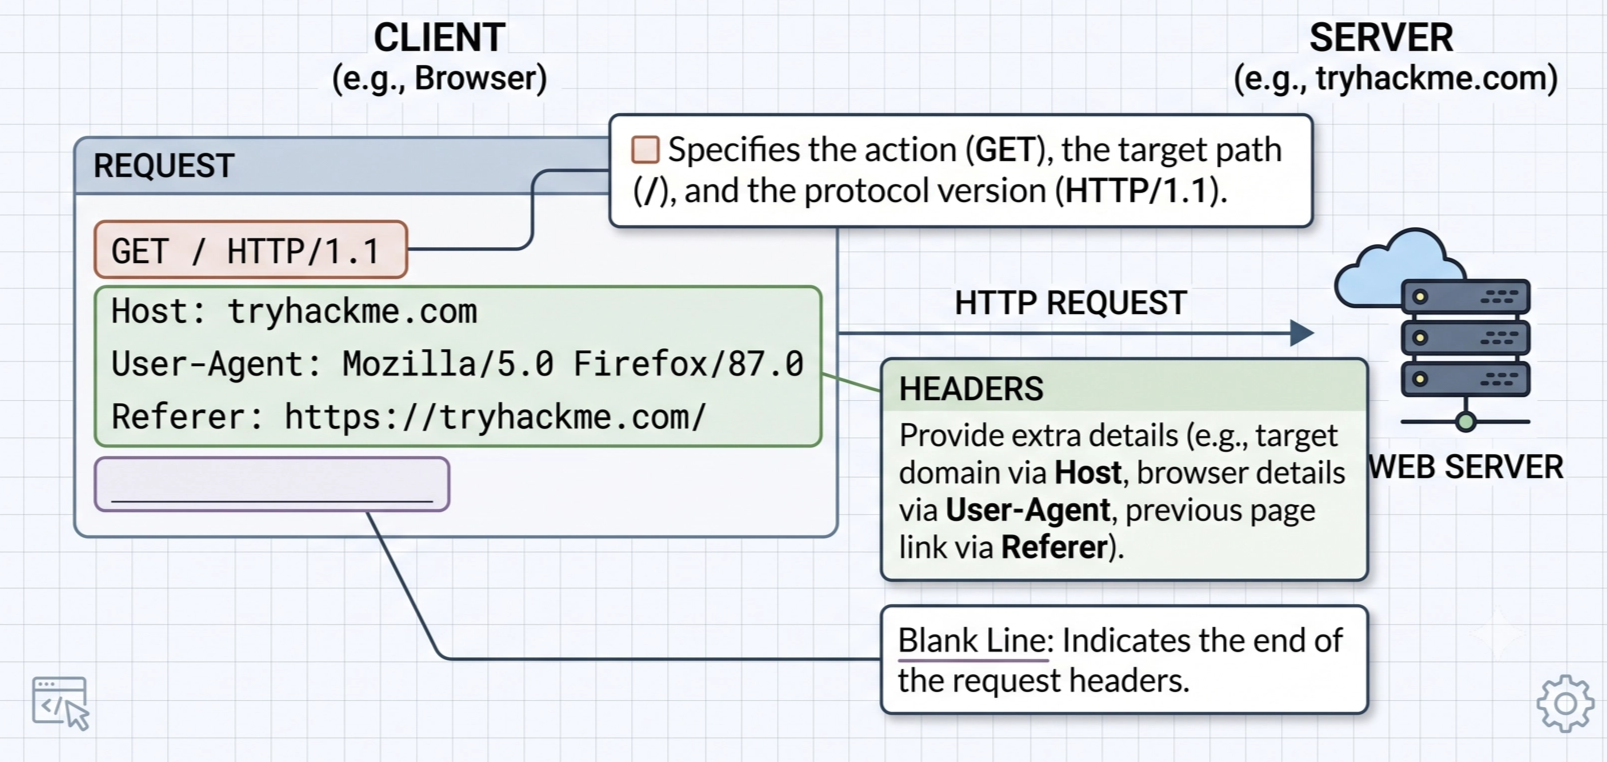 CLIENT
(e.g., Browser)
SERVER
(e.g., tryhackme.com)
REQUEST
Specifies the action (GET), the target path
(/), and the protocol version (HTTP/1.1).
GET / HTTP/1.1
Host: tryhackme.com
User-Agent: Mozilla/5.0 Firefox/87.0
Referer: https://tryhackme.com/
HTTP REQUEST
HEADERS
Provide extra details (e.g., target
domain via Host, browser details
via User-Agent, previous page
link via Referer).
WEB SERVER
Blank Line: Indicates the end of
the request headers.
</>